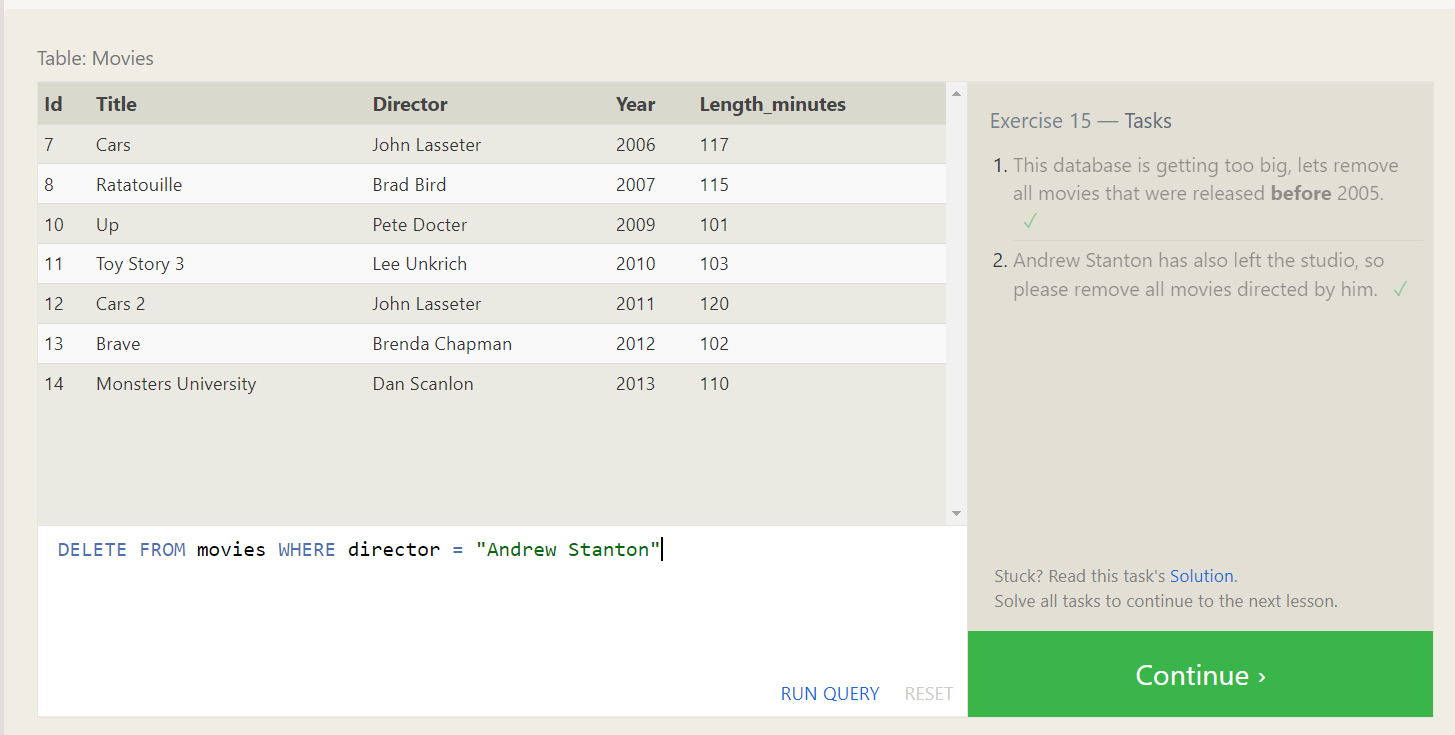 Table: Movies
Id Title Director Year Length_minutes
7 Cars John Lasseter 2006 117
8 Ratatouille Brad Bird 2007 115
10 Up Pete Docter 2009 101
11 Toy Story 3 Lee Unkrich 2010 103
12 Cars 2 John Lasseter 2011 120
13 Brave Brenda Chapman 2012 102
14 Monsters University Dan Scanlon 2013 110
DELETE FROM movies WHERE director = "Andrew Stanton"
RUN QUERY RESET
Exercise 15 — Tasks
1. This database is getting too big, lets remove
all movies that were released before 2005.
✓
2. Andrew Stanton has also left the studio, so
please remove all movies directed by him. ✓
Stuck? Read this task's Solution.
Solve all tasks to continue to the next lesson.
Continue ›